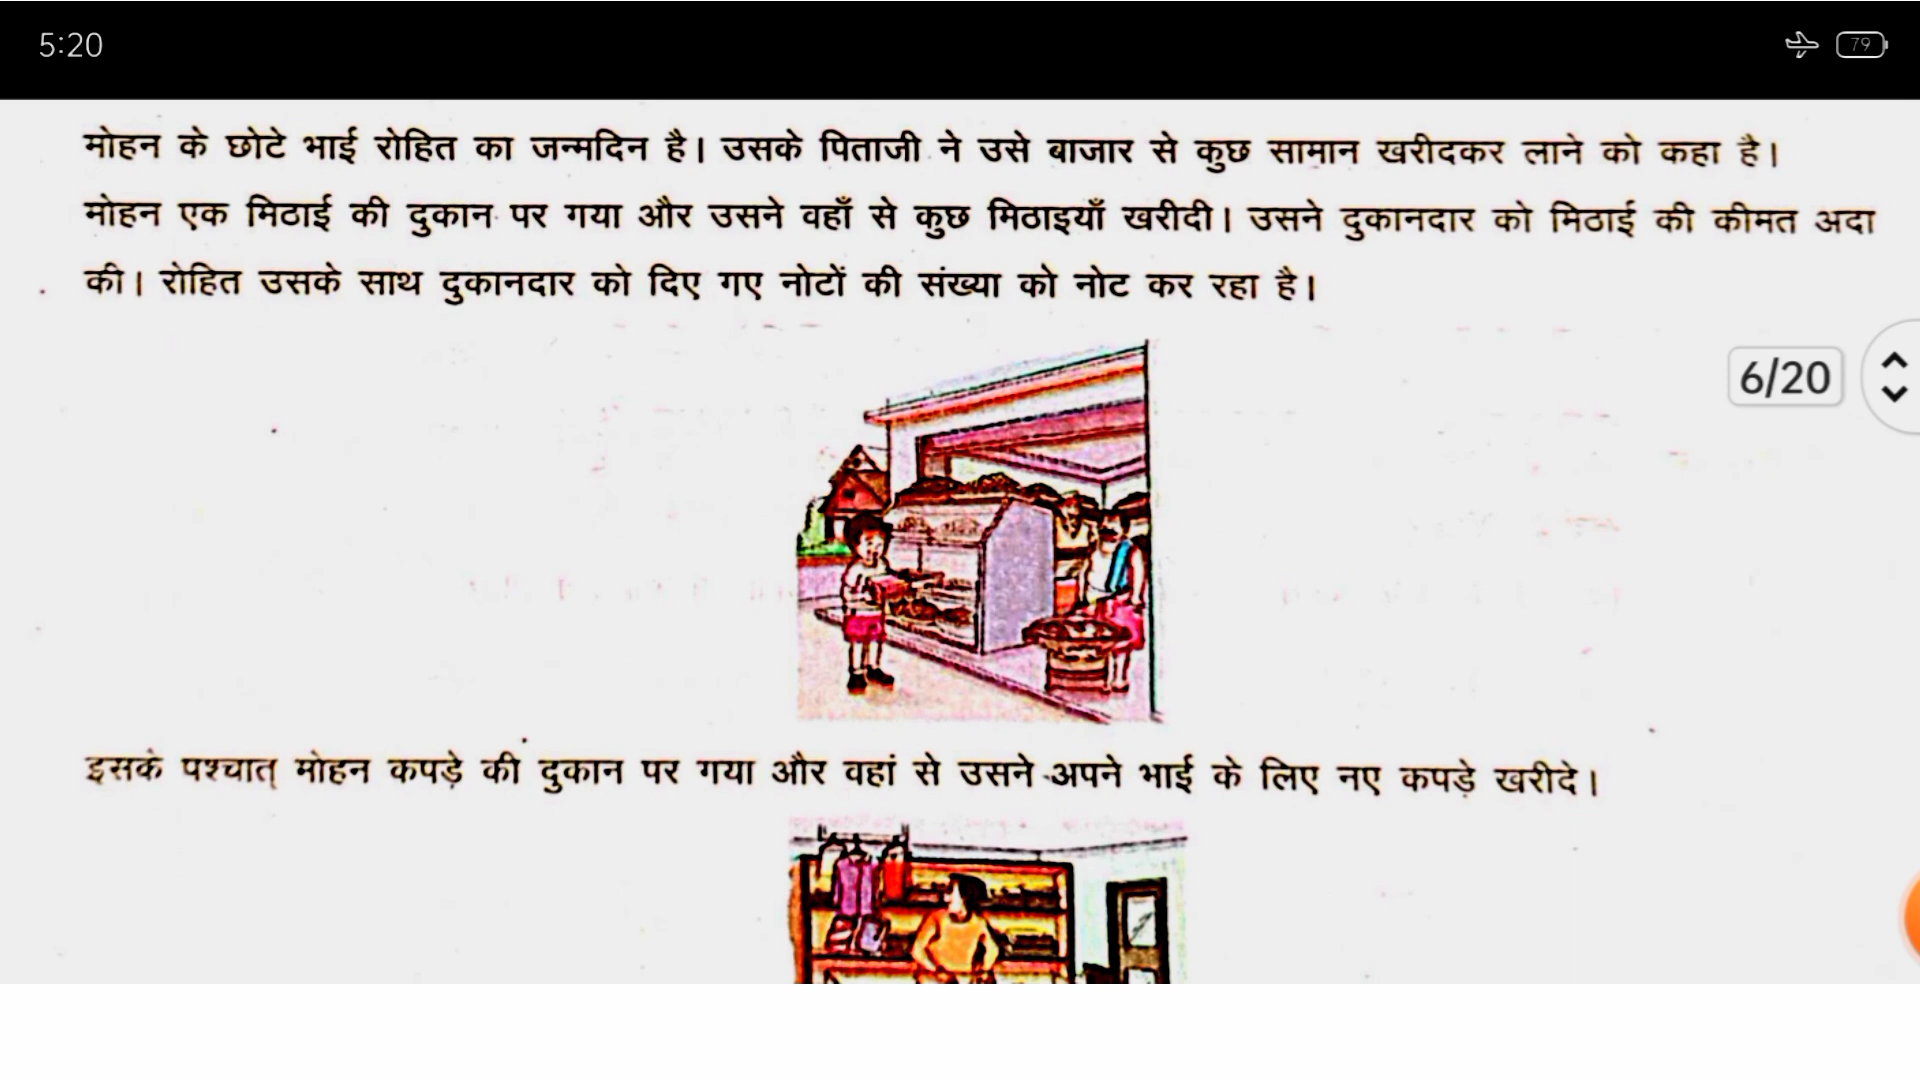 5:20
79
मोहन के छोटे भाई रोहित का जन्मदिन है। उसके पिताजी ने उसे बाजार से कुछ सामान खरीदकर लाने को कहा है।
मोहन एक मिठाई की दुकान पर गया और उसने वहाँ से कुछ मिठाइयाँ खरीदी। उसने दुकानदार को मिठाई की कीमत अदा
की। रोहित उसके साथ दुकानदार को दिए गए नोटों की संख्या को नोट कर रहा है।
6/20
इसके पश्चात् मोहन कपड़े की दुकान पर गया और वहां से उसने अपने भाई के लिए नए कपड़े खरीदे।